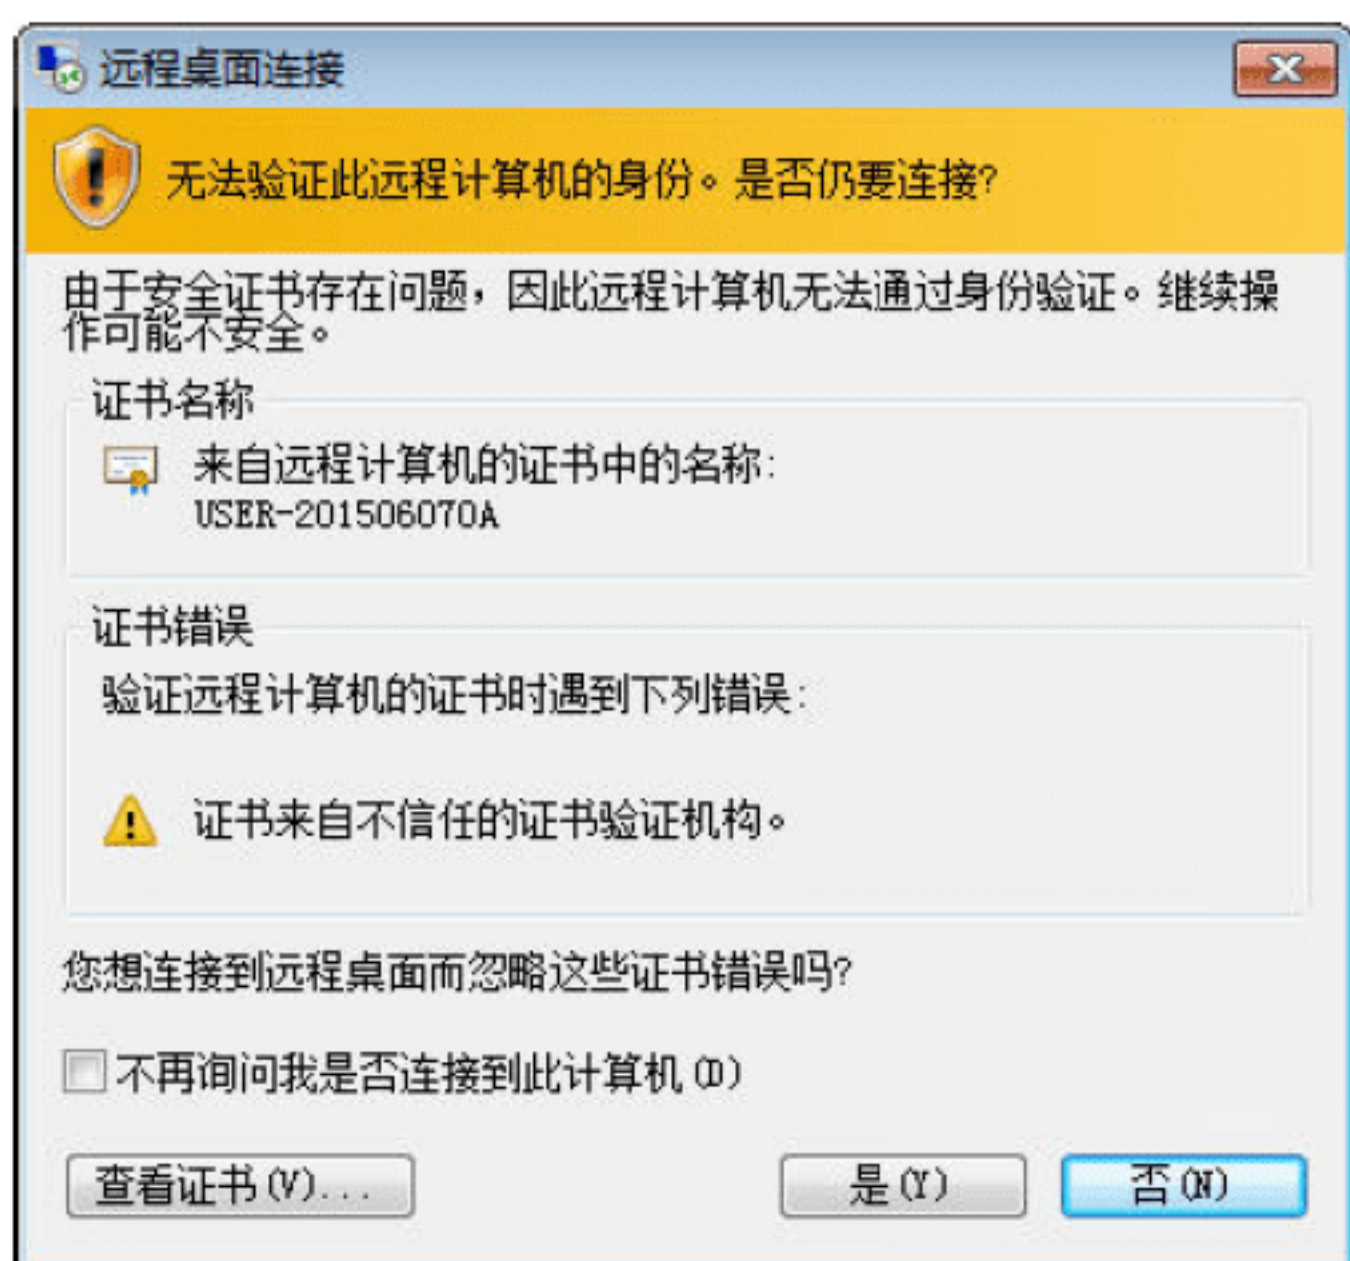 远程桌面连接
无法验证此远程计算机的身份。是否仍要连接?
由于安全证书存在问题，因此远程计算机无法通过身份验证。继续操
作可能不安全。
证书名称
来自远程计算机的证书中的名称:
USER-201506070A
证书错误
验证远程计算机的证书时遇到下列错误:
证书来自不信任的证书验证机构。
您想连接到远程桌面而忽略这些证书错误吗?
不再询问我是否连接到此计算机(D)
查看证书(V)... 是(Y) 否(N)